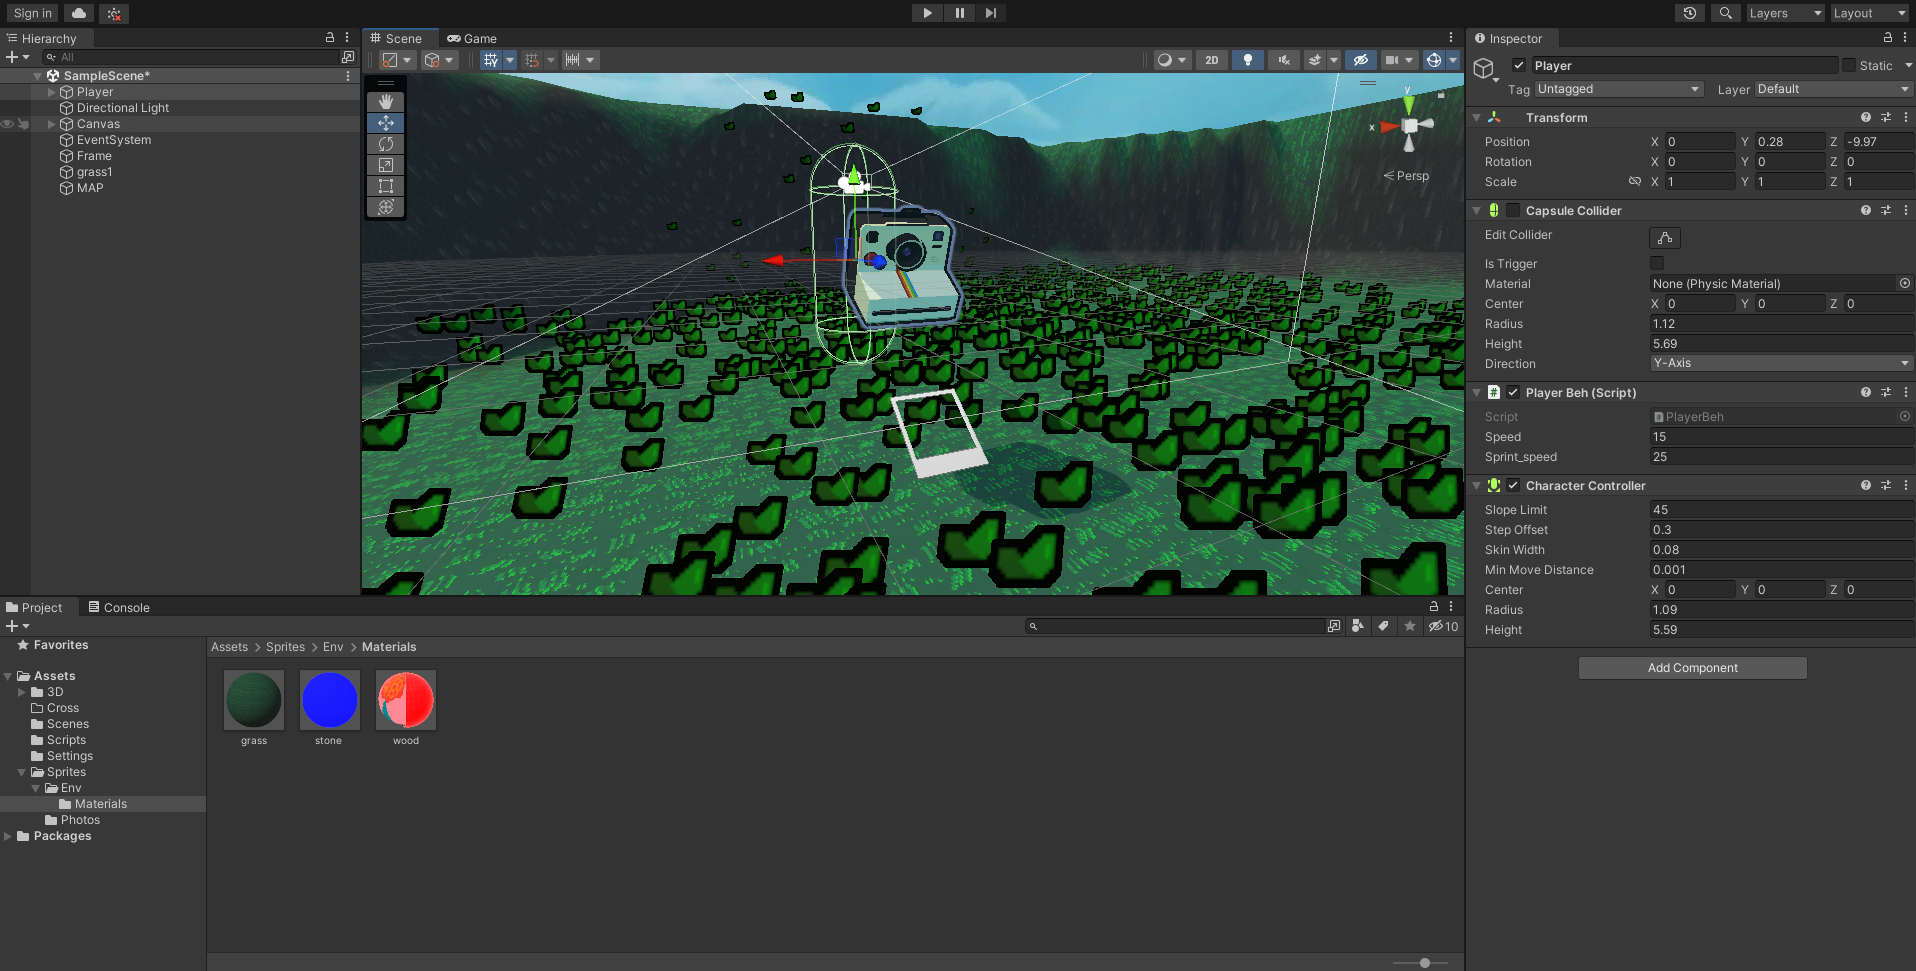 Sign in
Layers
Layout
Hierarchy
All
SampleScene*
Player
Directional Light
Canvas
EventSystem
Frame
grass1
MAP
Scene
Game
2D
y
x
Persp
Inspector
Player
Static
Tag Untagged
Layer Default
Transform
Position X 0 Y 0.28 Z -9.97
Rotation X 0 Y 0 Z 0
Scale X 1 Y 1 Z 1
Capsule Collider
Edit Collider
Is Trigger
Material None (Physic Material)
Center X 0 Y 0 Z 0
Radius 1.12
Height 5.69
Direction Y-Axis
Player Beh (Script)
Script PlayerBeh
Speed 15
Sprint_speed 25
Character Controller
Slope Limit 45
Step Offset 0.3
Skin Width 0.08
Min Move Distance 0.001
Center X 0 Y 0 Z 0
Radius 1.09
Height 5.59
Add Component
Project
Console
10
Favorites
Assets
3D
Cross
Scenes
Scripts
Settings
Sprites
Env
Materials
Photos
Packages
Assets > Sprites > Env > Materials
grass
stone
wood